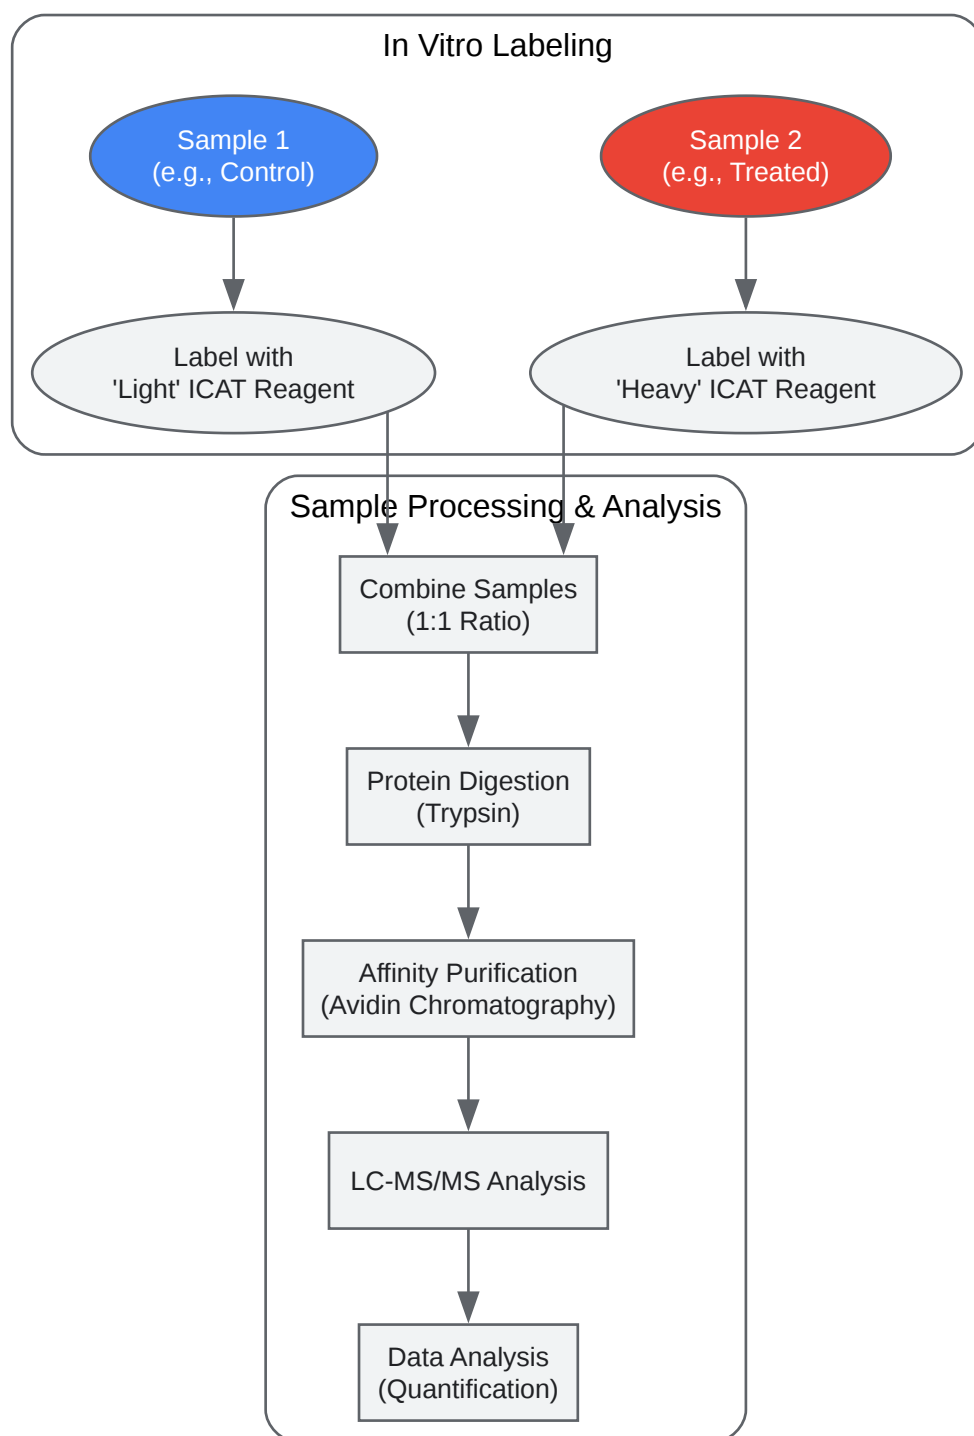 In Vitro Labeling
Sample 1
(e.g., Control)
Sample 2
(e.g., Treated)
Label with
'Light' ICAT Reagent
Label with
'Heavy' ICAT Reagent
Sample Processing & Analysis
Combine Samples
(1:1 Ratio)
Protein Digestion
(Trypsin)
Affinity Purification
(Avidin Chromatography)
LC-MS/MS Analysis
Data Analysis
(Quantification)